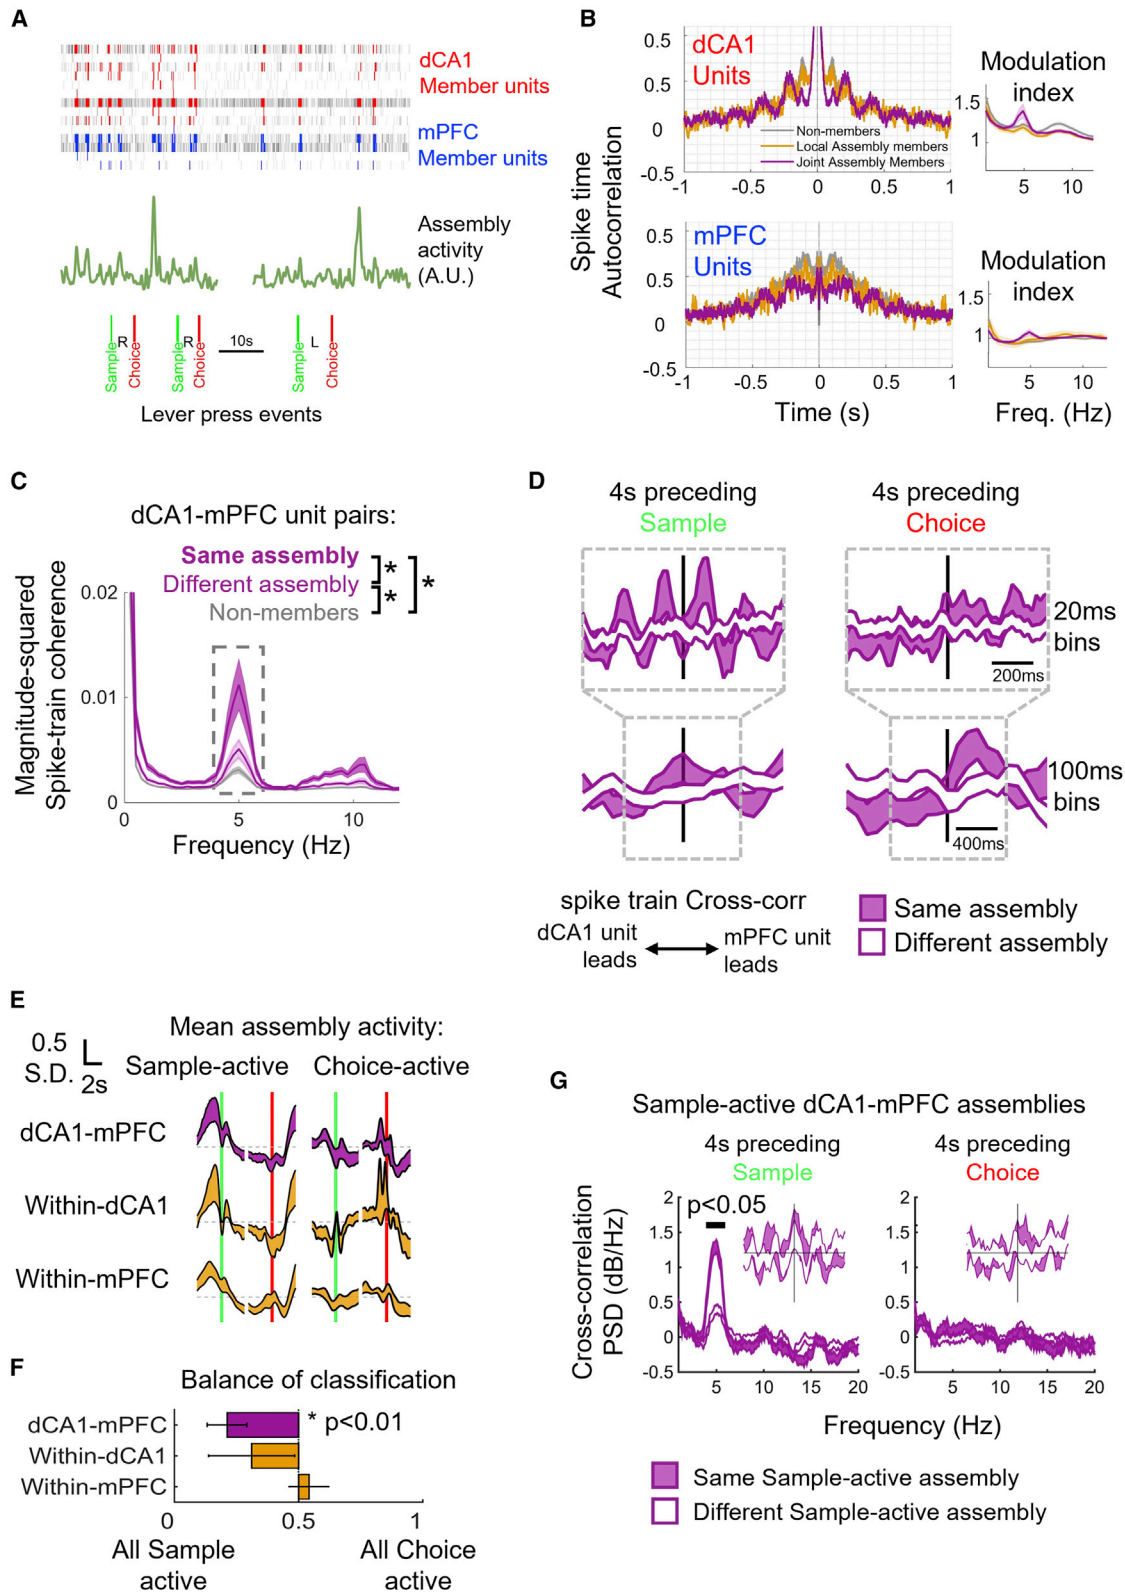 A
dCA1
Member units
mPFC
Member units
Assembly
activity
(A.U.)
Sample
R
Choice
Sample
R
Choice
10s
Sample
L
Choice
Lever press events
B
Spike time
Autocorrelation
0.5
0
-0.5
dCA1
Units
Non-members
Local Assembly members
Joint Assembly Members
-1 -0.5 0 0.5 1
Modulation
index
1.5
1
5 10
0.5
0
-0.5
mPFC
Units
-1 -0.5 0 0.5 1
Time (s)
Modulation
index
1.5
1
5 10
Freq. (Hz)
C
dCA1-mPFC unit pairs:
Same assembly
Different assembly
Non-members
*
*
*
Magnitude-squared
Spike-train coherence
0.02
0.01
0
0 5 10
Frequency (Hz)
D
4s preceding
Sample
4s preceding
Choice
20ms
bins
200ms
100ms
bins
400ms
spike train Cross-corr
dCA1 unit
leads
mPFC unit
leads
Same assembly
Different assembly
E
Mean assembly activity:
0.5
S.D.
2s
Sample-active Choice-active
dCA1-mPFC
Within-dCA1
Within-mPFC
F
Balance of classification
dCA1-mPFC
Within-dCA1
Within-mPFC
* p<0.01
0 0.5 1
All Sample
active
All Choice
active
G
Sample-active dCA1-mPFC assemblies
4s preceding
Sample
4s preceding
Choice
Cross-correlation
PSD (dB/Hz)
p<0.05
2
1.5
1
0.5
0
-0.5
5 10 15 20
2
1.5
1
0.5
0
-0.5
5 10 15 20
Frequency (Hz)
Same Sample-active assembly
Different Sample-active assembly